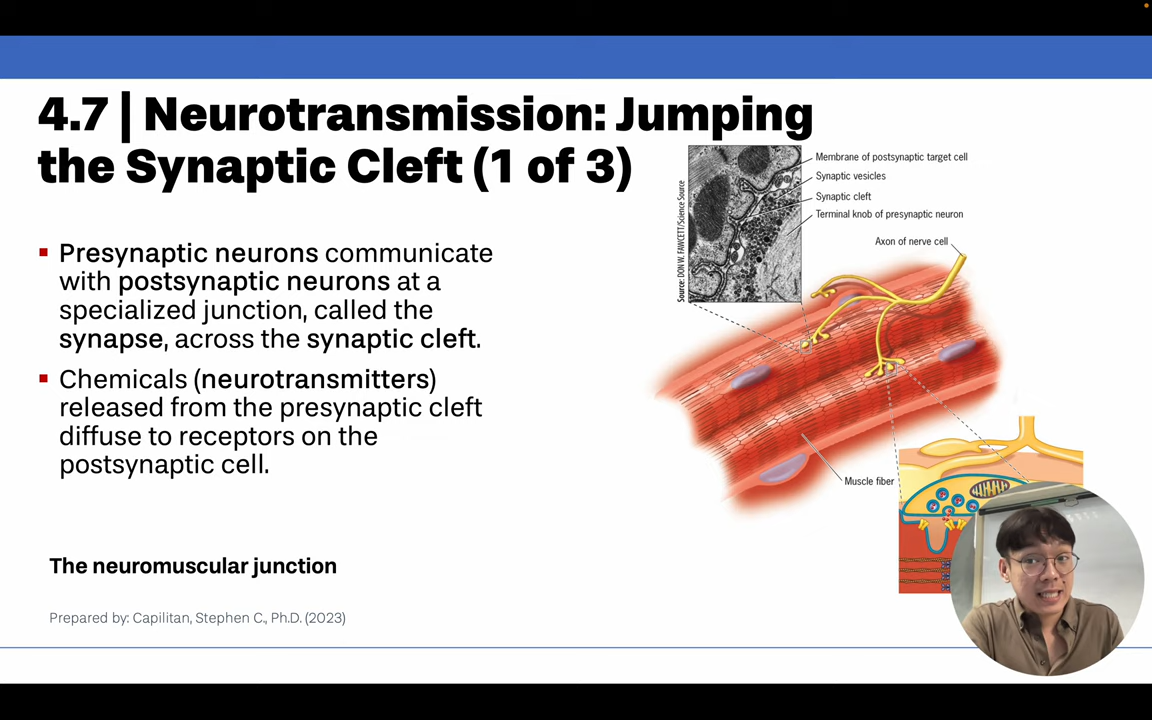 4.7 | Neurotransmission: Jumping
the Synaptic Cleft (1 of 3)
▪ Presynaptic neurons communicate
with postsynaptic neurons at a
specialized junction, called the
synapse, across the synaptic cleft.
▪ Chemicals (neurotransmitters)
released from the presynaptic cleft
diffuse to receptors on the
postsynaptic cell.
The neuromuscular junction
Prepared by: Capilitan, Stephen C., Ph.D. (2023)
Source: DON W. FAWCETT/Science Source
Membrane of postsynaptic target cell
Synaptic vesicles
Synaptic cleft
Terminal knob of presynaptic neuron
Axon of nerve cell
Muscle fiber